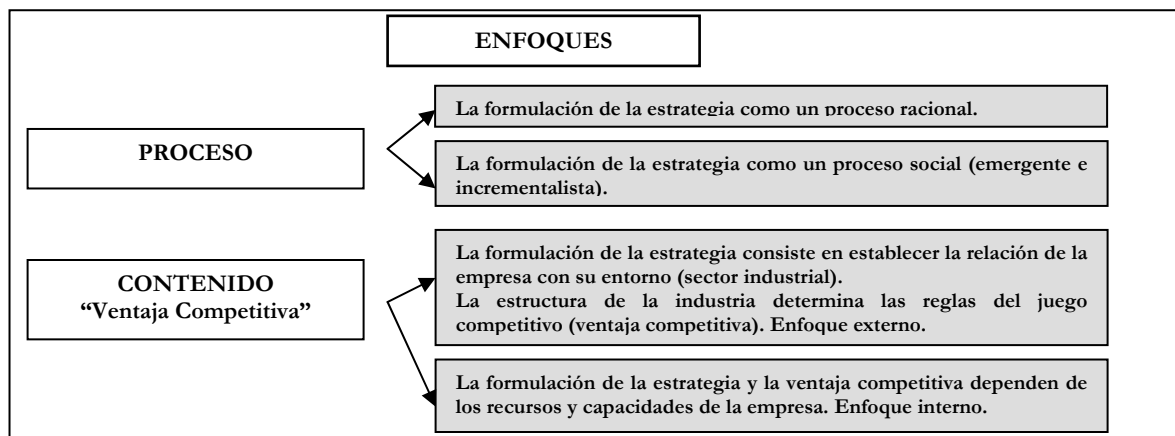 ENFOQUES
La formulación de la estrategia como un proceso racional.
PROCESO
La formulación de la estrategia como un proceso social (emergente e
incrementalista).
La formulación de la estrategia consiste en establecer la relación de la
empresa con su entorno (sector industrial).
La estructura de la industria determina las reglas del juego
competitivo (ventaja competitiva). Enfoque externo.
CONTENIDO
“Ventaja Competitiva”
La formulación de la estrategia y la ventaja competitiva dependen de
los recursos y capacidades de la empresa. Enfoque interno.